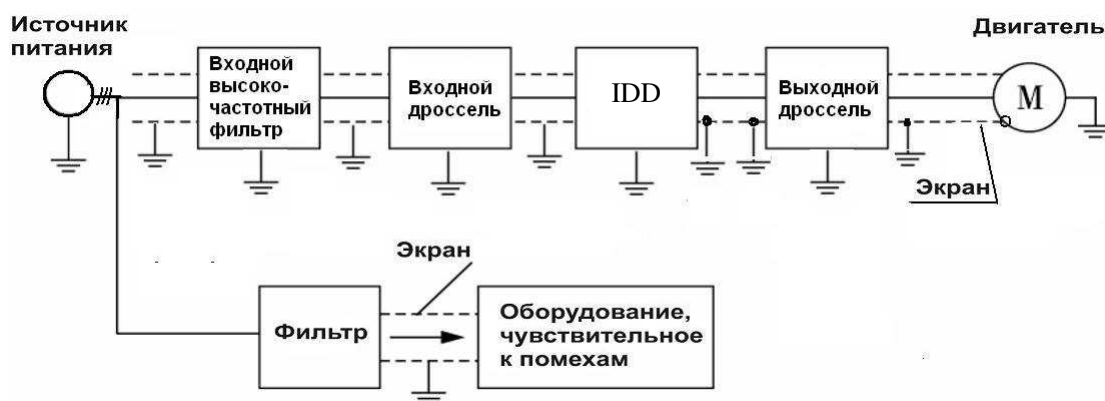 Источник
питания
Двигатель
Входной
высоко-
частотный
фильтр
Входной
дроссель
IDD
Выходной
дроссель
М
Экран
Экран
Фильтр
Оборудование,
чувствительное
к помехам